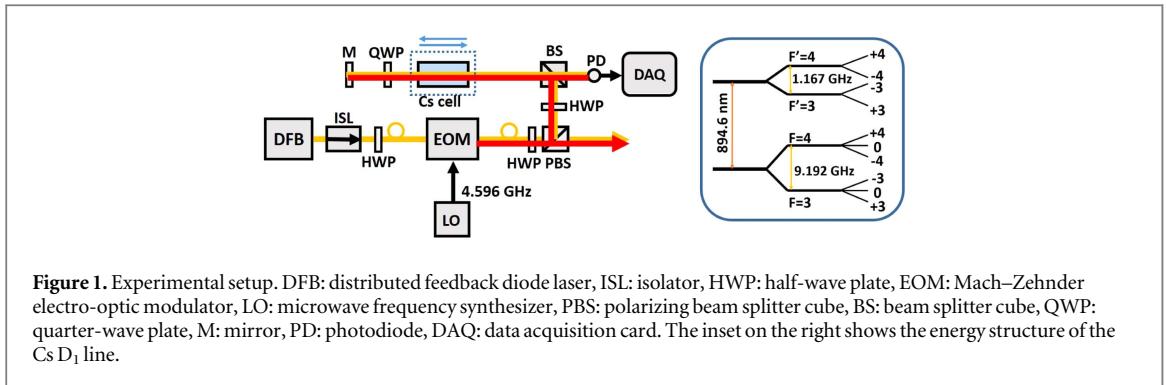 M QWP BS PD DAQ
Cs cell HWP
DFB ISL HWP EOM HWP PBS
4.596 GHz
LO
894.6 nm
F'=4
+4
-4
1.167 GHz
-3
F'=3
+3
F=4
+4
0
-4
9.192 GHz
-3
0
F=3
+3
Figure 1. Experimental setup. DFB: distributed feedback diode laser, ISL: isolator, HWP: half-wave plate, EOM: Mach–Zehnder
electro-optic modulator, LO: microwave frequency synthesizer, PBS: polarizing beam splitter cube, BS: beam splitter cube, QWP:
quarter-wave plate, M: mirror, PD: photodiode, DAQ: data acquisition card. The inset on the right shows the energy structure of the
Cs D₁ line.